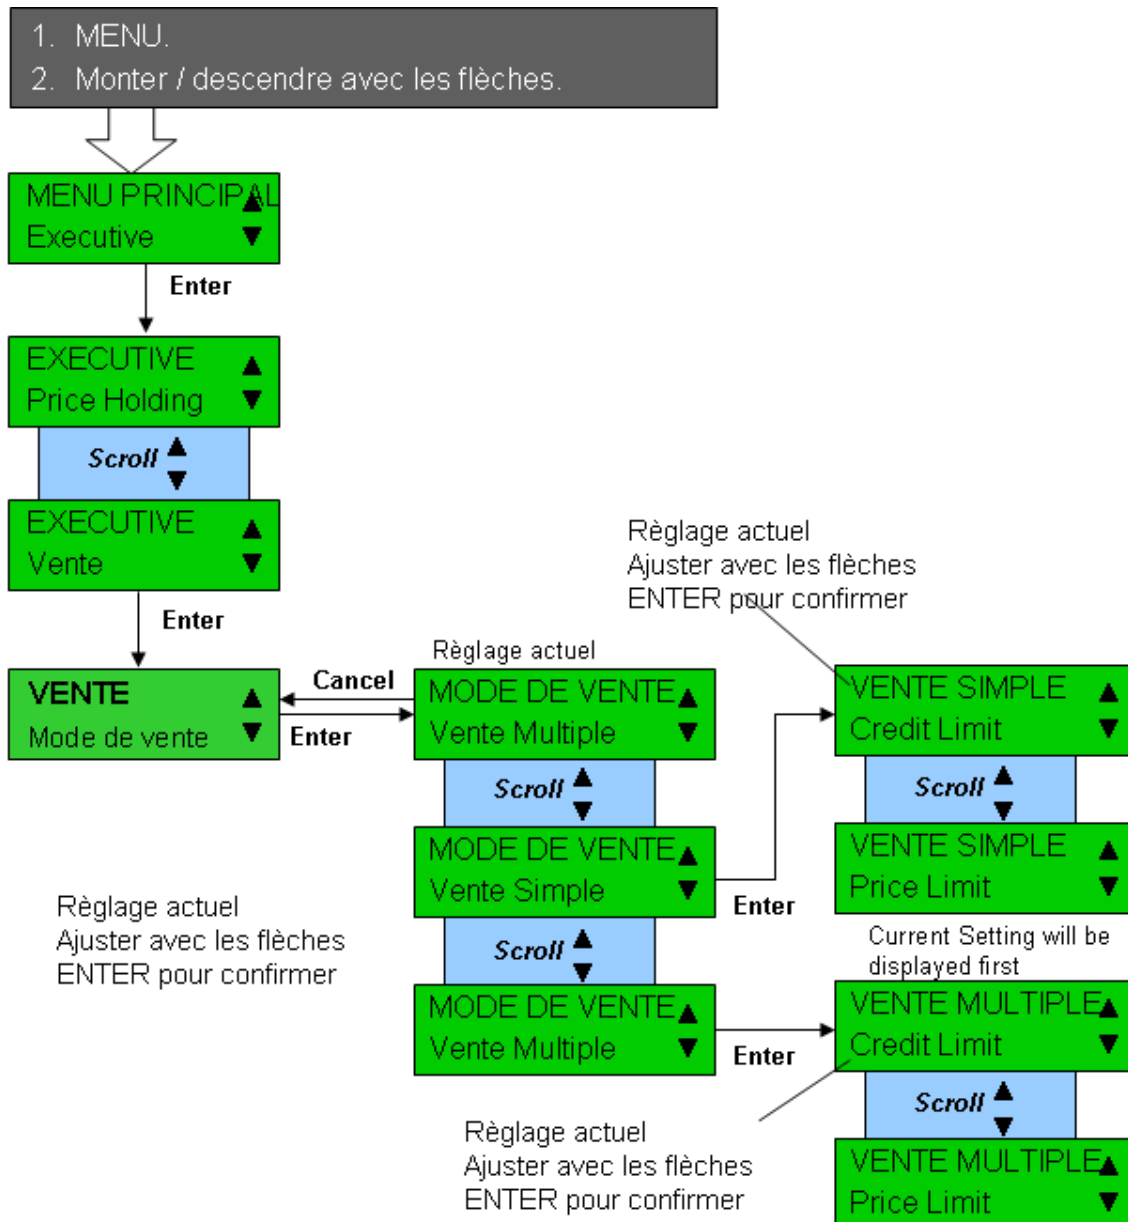 1. MENU.
2. Monter / descendre avec les flèches.
MENU PRINCIPAL
Executive
Enter
EXECUTIVE
Price Holding
Scroll
EXECUTIVE
Vente
Enter
VENTE
Mode de vente
Cancel
Enter
Règlage actuel
MODE DE VENTE
Vente Multiple
Scroll
MODE DE VENTE
Vente Simple
Enter
Scroll
MODE DE VENTE
Vente Multiple
Enter
Règlage actuel
Ajuster avec les flèches
ENTER pour confirmer
Règlage actuel
Ajuster avec les flèches
ENTER pour confirmer
VENTE SIMPLE
Credit Limit
Scroll
VENTE SIMPLE
Price Limit
Current Setting will be
displayed first
VENTE MULTIPLE
Credit Limit
Scroll
VENTE MULTIPLE
Price Limit
Règlage actuel
Ajuster avec les flèches
ENTER pour confirmer